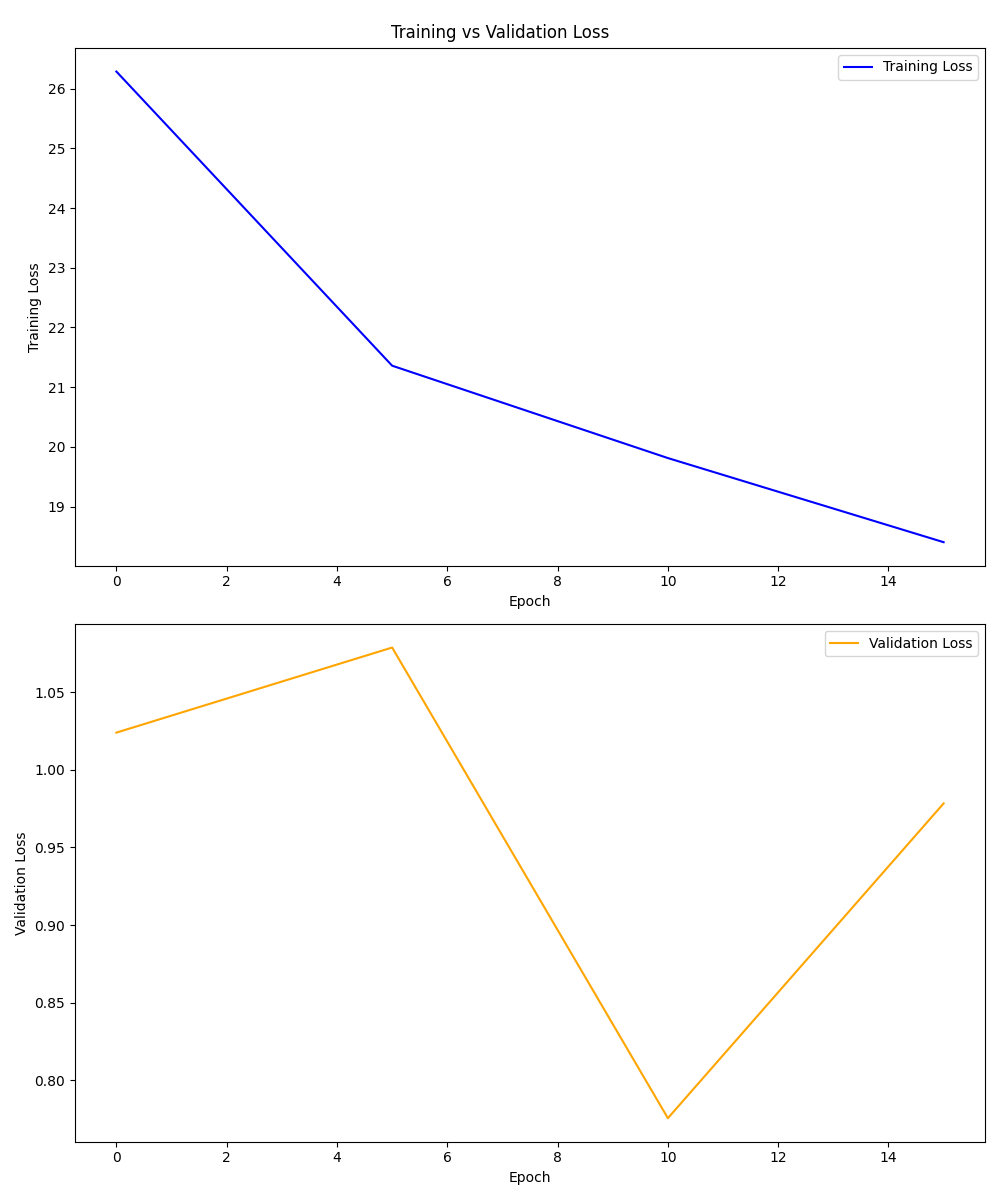 Training vs Validation Loss
Training Loss
26
25
24
23
22
21
20
19
Training Loss
0 2 4 6 8 10 12 14
Epoch
Validation Loss
1.05
1.00
0.95
0.90
0.85
0.80
Validation Loss
0 2 4 6 8 10 12 14
Epoch